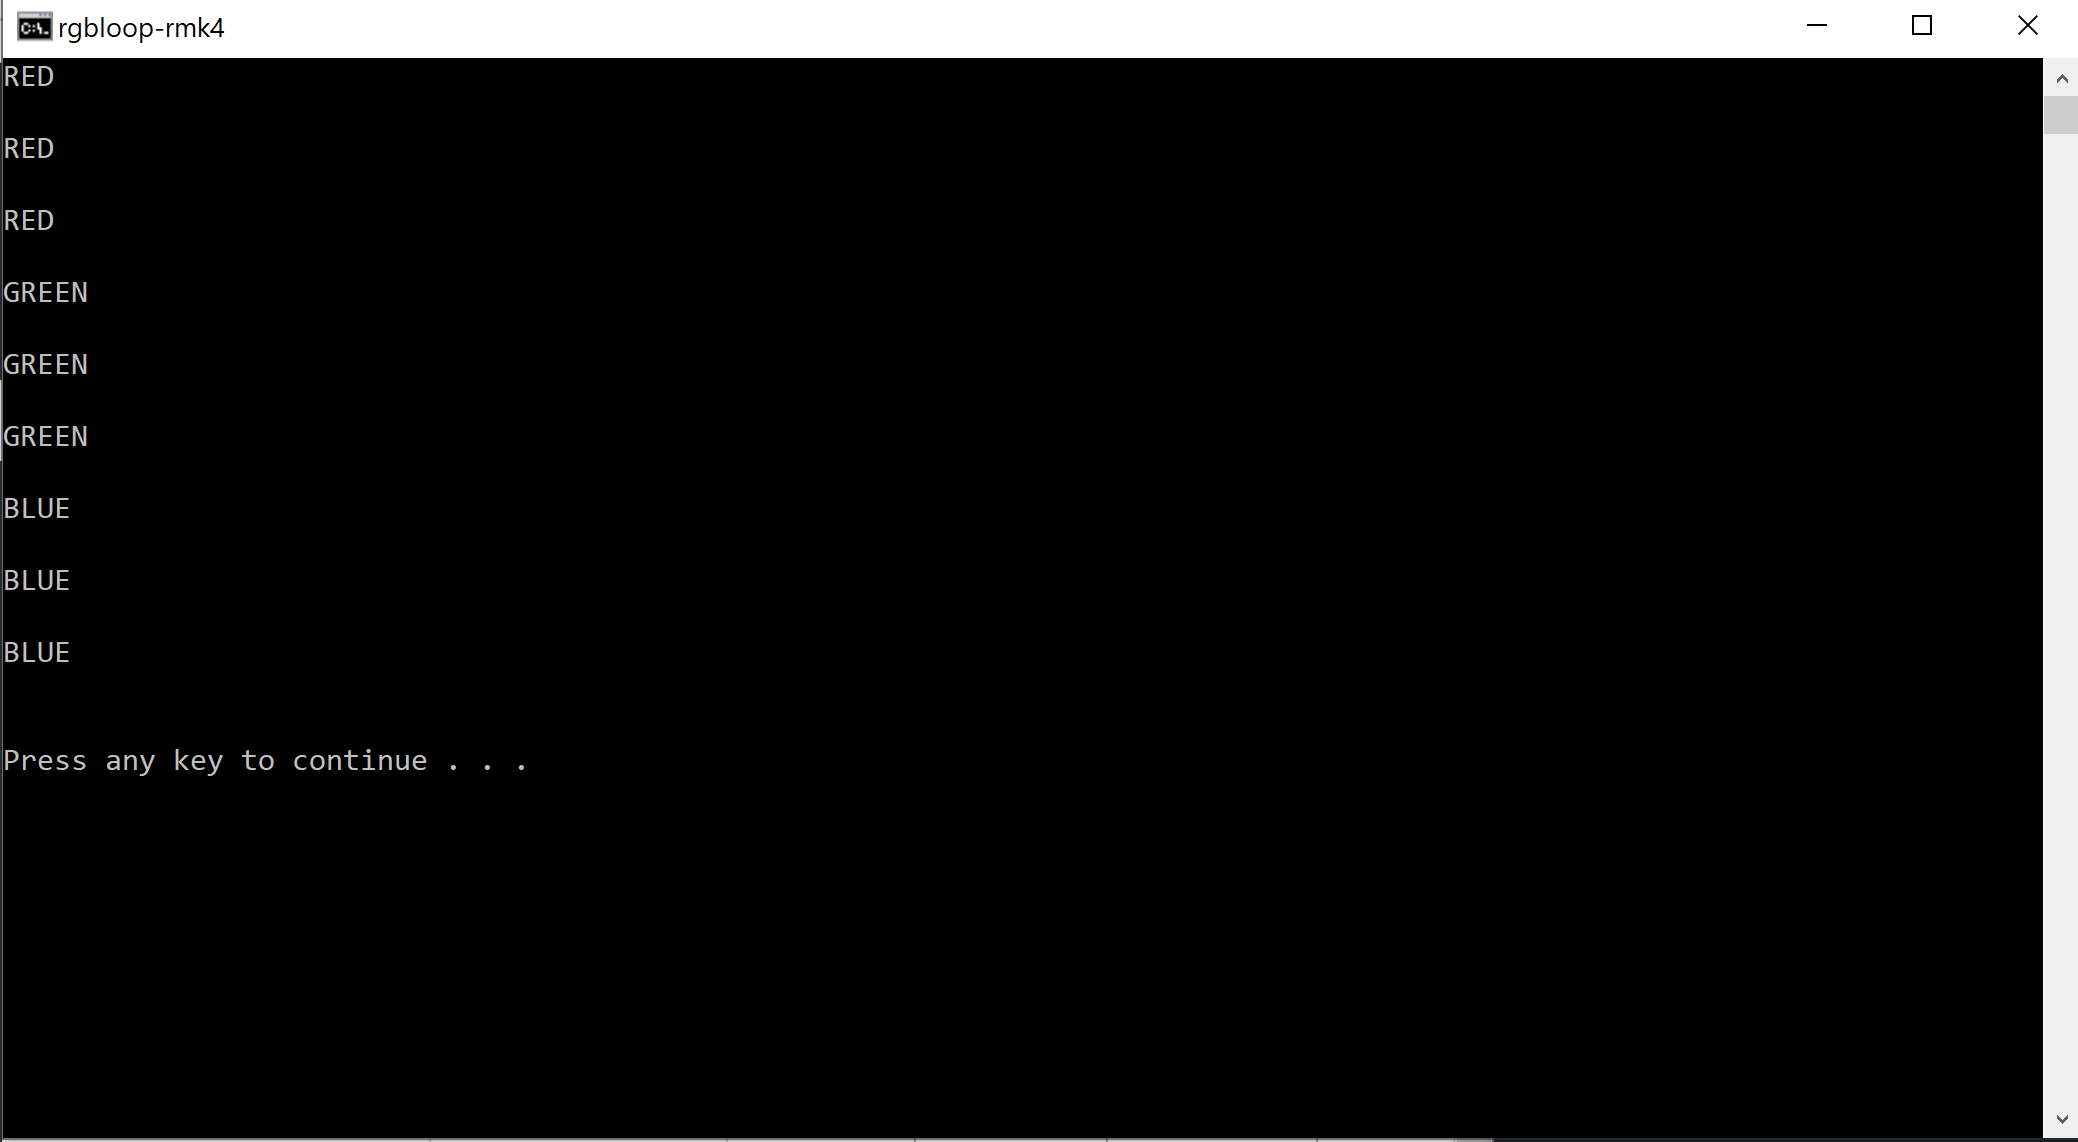 rgbloop-rmk4
RED
RED
RED
GREEN
GREEN
GREEN
BLUE
BLUE
BLUE
Press any key to continue . . .